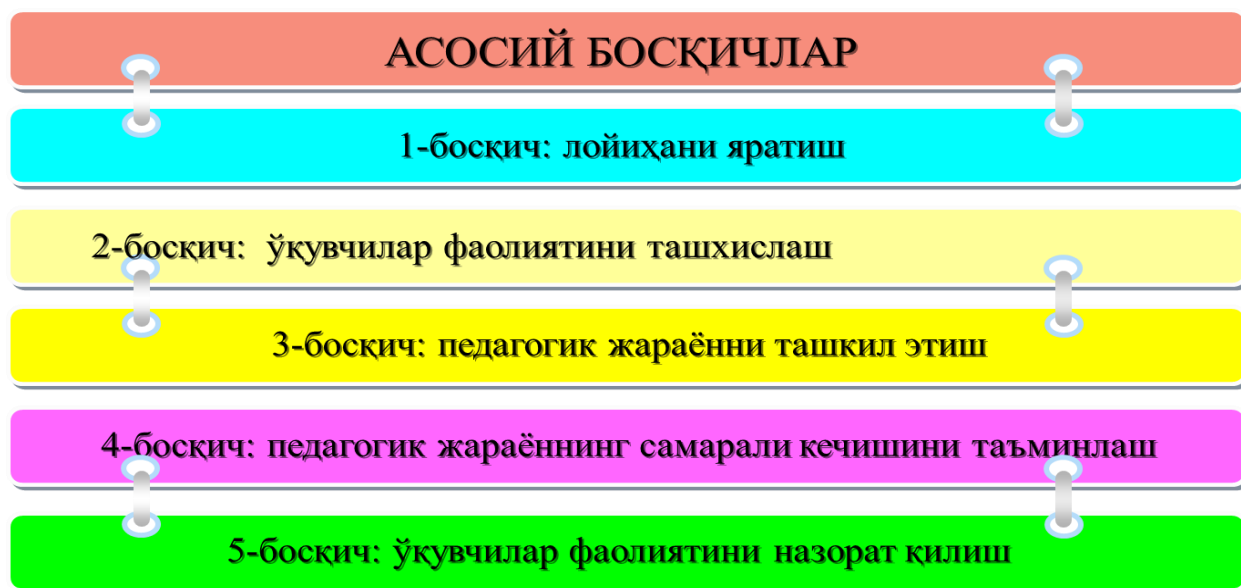 АСОСИЙ БОСҚИЧЛАР
1-босқич: лойиҳани яратиш
2-босқич: ўқувчилар фаолиятини ташхислаш
3-босқич: педагогик жараённи ташкил этиш
4-босқич: педагогик жараённинг самарали кечишини таъминлаш
5-босқич: ўқувчилар фаолиятини назорат қилиш